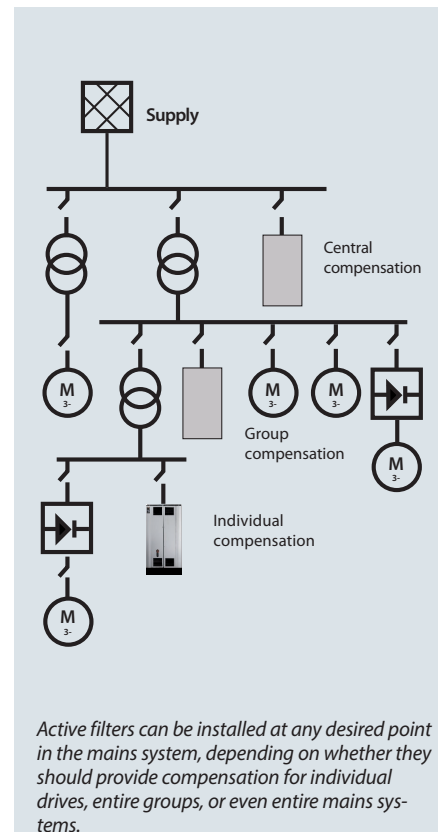 Supply
Central
compensation
M
3~
M
3~
M
3~
Group
compensation
M
3~
Individual
compensation
M
3~
Active filters can be installed at any desired point
in the mains system, depending on whether they
should provide compensation for individual
drives, entire groups, or even entire mains sys-
tems.